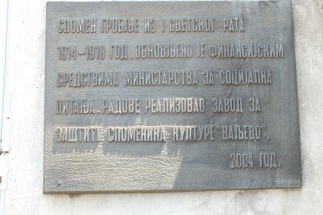 СПОМЕН ГРОБЉЕ ИЗ I СВЕТСКОГ РАТА
1914-1918 ГОД. ОБНОВЉЕНО ЈЕ ФИНАНСИЈСКИМ
СРЕДСТВИМА МИНИСТАРСТВА ЗА СОЦИЈАЛНА
ПИТАЊА. РАДОВЕ РЕАЛИЗОВАО ЗАВОД ЗА
ЗАШТИТУ СПОМЕНИКА КУЛТУРЕ "ВАЉЕВО",
2004 ГОД.